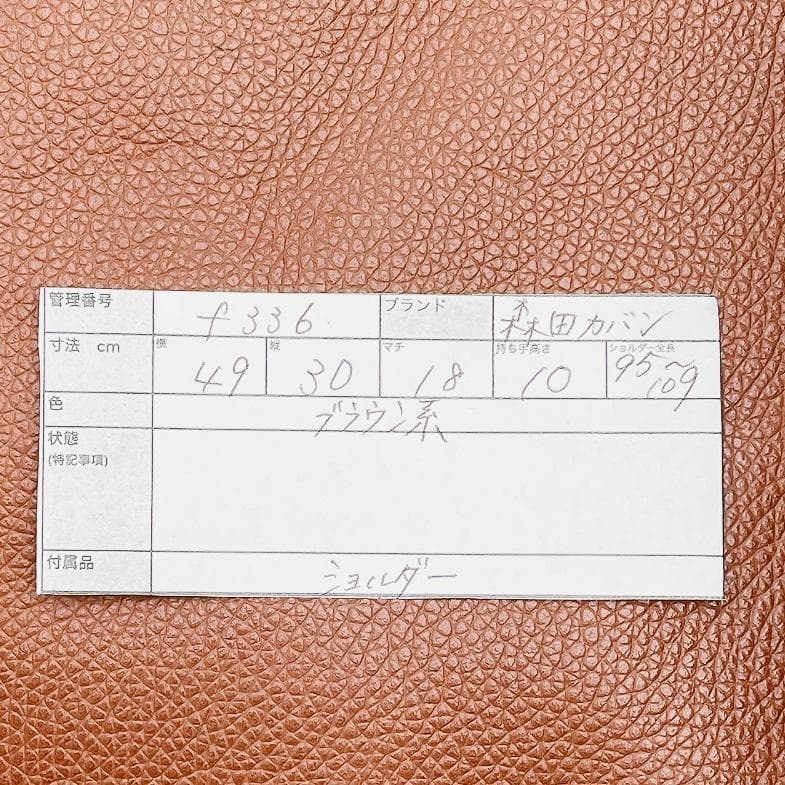 管理番号 f336 ブランド 森田カバン
寸法 cm 横 49 縦 30 マチ 18 持ち手高さ 10 ショルダー全長 95〜109
色 ブラウン系
状態
(特記事項)
付属品 ショルダー